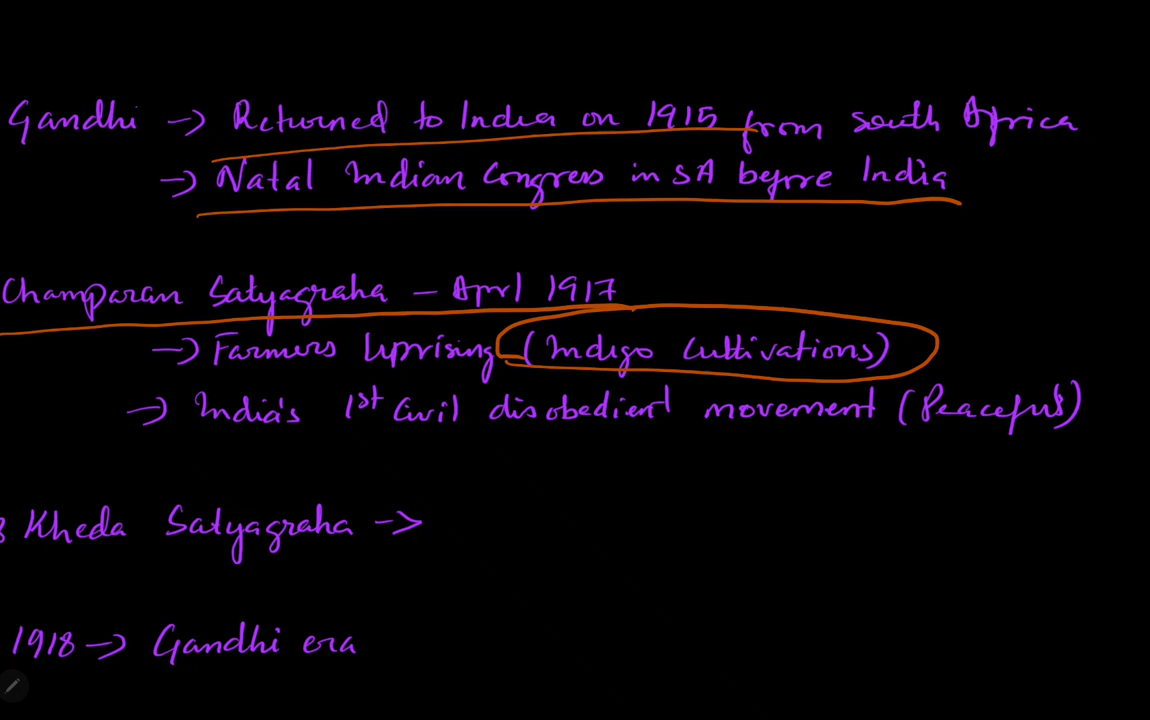 Gandhi -> Returned to India on 1915 from south Africa
-> Natal Indian Congress in SA before India
Champaran Satyagraha - Aprl 1917
-> Farmers Uprising (Indigo Cultivations)
-> India's 1st Civil disobedient movement (Peaceful)
Kheda Satyagraha ->
1918 -> Gandhi era